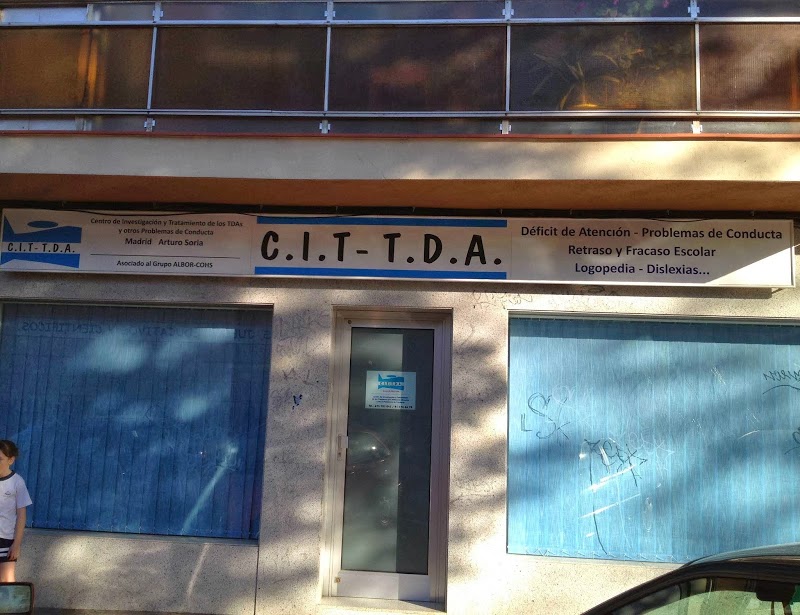 C.I.T-T.D.A.
Centro de Investigación y Tratamiento de los TDAs
y otros Problemas de Conducta
Madrid Arturo Soria
Asociado al Grupo ALBOR-COHS
C.I.T-T.D.A.
Déficit de Atención - Problemas de Conducta
Retraso y Fracaso Escolar
Logopedia - Dislexias...